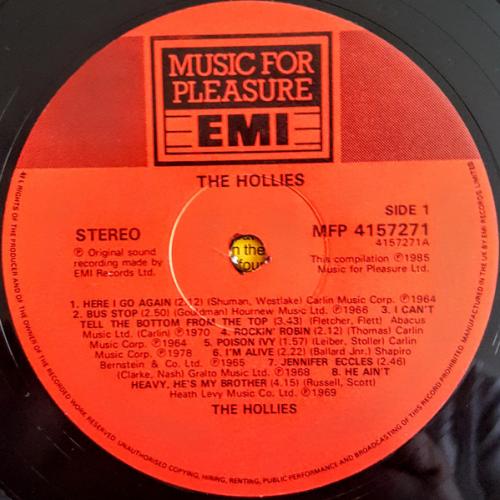 MUSIC FOR
PLEASURE
EMI
THE HOLLIES
SIDE 1
STEREO
MFP 4157271
4157271A
℗ Original sound
recording made by
EMI Records Ltd.
This compilation ℗1985
Music for Pleasure Ltd.
in the
1. HERE I GO AGAIN (2.12) (Shuman, Westlake) Carlin Music Corp. ℗1964
2. BUS STOP (2.50) (Gouldman) Hournew Music Ltd. ℗1966 3. I CAN'T
TELL THE BOTTOM FROM THE TOP (3.43) (Fletcher, Flett) Abacus
Music Ltd. (Carlin) ℗1970 4. ROCKIN' ROBIN (2.12) (Thomas) Carlin
Music Corp. ℗1964 5. POISON IVY (1.57) (Leiber, Stoller) Carlin
Music Corp. ℗1978 6. I'M ALIVE (2.22) (Ballard Jnr.) Shapiro
Bernstein & Co. Ltd. ℗1965 7. JENNIFER ECCLES (2.46)
(Clarke, Nash) Gralto Music Ltd. ℗1968 8. HE AIN'T
HEAVY, HE'S MY BROTHER (4.15) (Russell, Scott)
Heath Levy Music Co. Ltd. ℗1969
THE HOLLIES
ALL RIGHTS OF THE PRODUCER AND OF THE OWNER OF THE RECORDED WORK RESERVED UNAUTHORISED COPYING, HIRING, RENTING, PUBLIC PERFORMANCE AND BROADCASTING OF THIS RECORD PROHIBITED MADE IN THE UK BY EMI RECORDS LIMITED